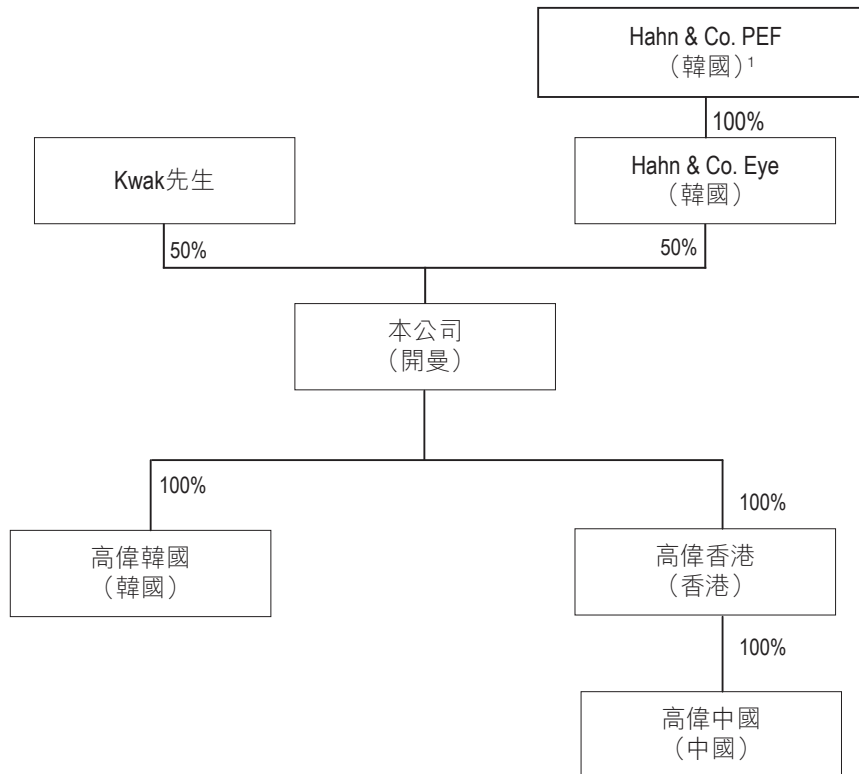 Hahn & Co. PEF
（韓國）1
100%
Kwak先生
Hahn & Co. Eye
（韓國）
50%
50%
本公司
（開曼）
100%
100%
高偉韓國
（韓國）
高偉香港
（香港）
100%
高偉中國
（中國）